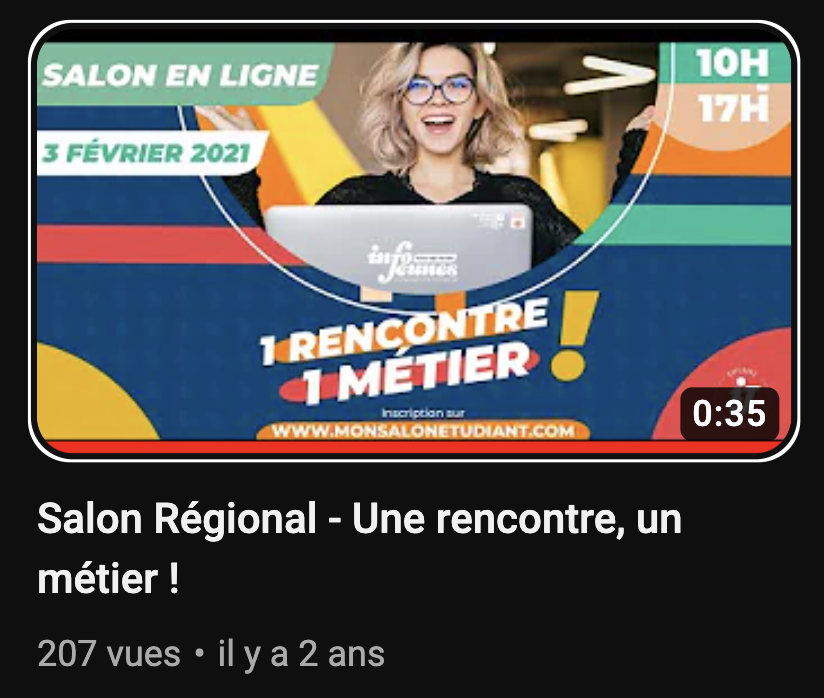 SALON EN LIGNE
10H
-
17H
3 FÉVRIER 2021
info
jeunes
1 RENCONTRE
1 MÉTIER !
Inscription sur
WWW.MONSALONETUDIANT.COM
0:35
Salon Régional - Une rencontre, un
métier !
207 vues • il y a 2 ans